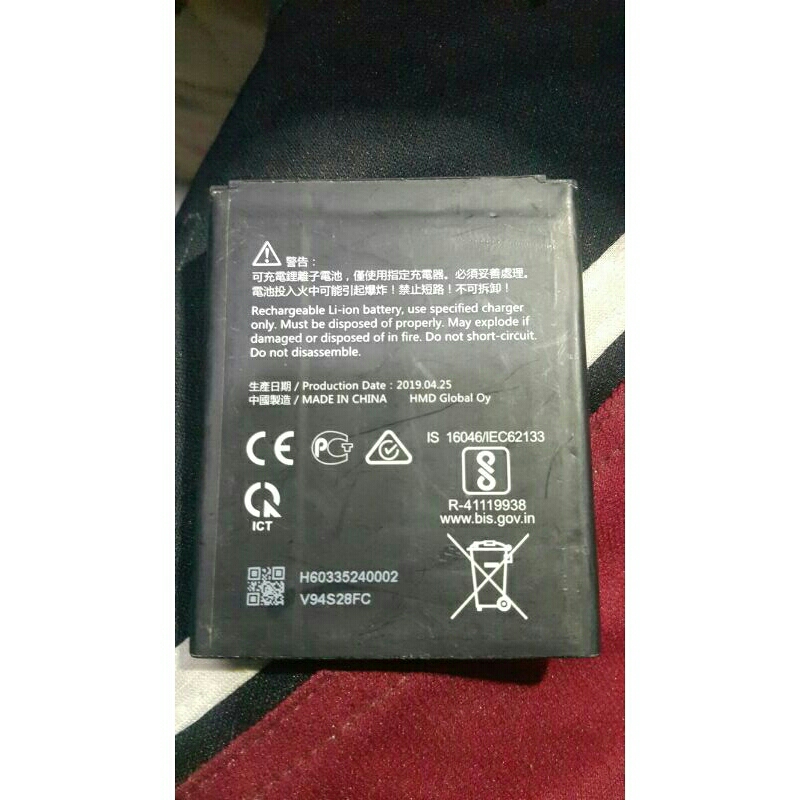 警告：
可充電鋰離子電池，僅使用指定充電器。必須妥善處理。
電池投入火中可能引起爆炸！禁止短路！不可拆卸！
Rechargeable Li-ion battery, use specified charger
only. Must be disposed of properly. May explode if
damaged or disposed of in fire. Do not short-circuit.
Do not disassemble.
生產日期 / Production Date : 2019.04.25
中國製造 / MADE IN CHINA HMD Global Oy
CE PCT IS 16046/IEC62133
R-41119938
www.bis.gov.in
ICT
H60335240002
V94S28FC